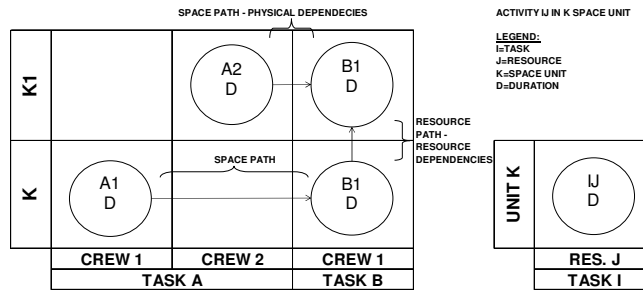 SPACE PATH - PHYSICAL DEPENDECIES
ACTIVITY IJ IN K SPACE UNIT
LEGEND:
I=TASK
J=RESOURCE
K=SPACE UNIT
D=DURATION
K1
A2
D
B1
D
RESOURCE
PATH -
RESOURCE
DEPENDENCIES
SPACE PATH
K
A1
D
B1
D
UNIT K
IJ
D
CREW 1
CREW 2
CREW 1
RES. J
TASK A
TASK B
TASK I